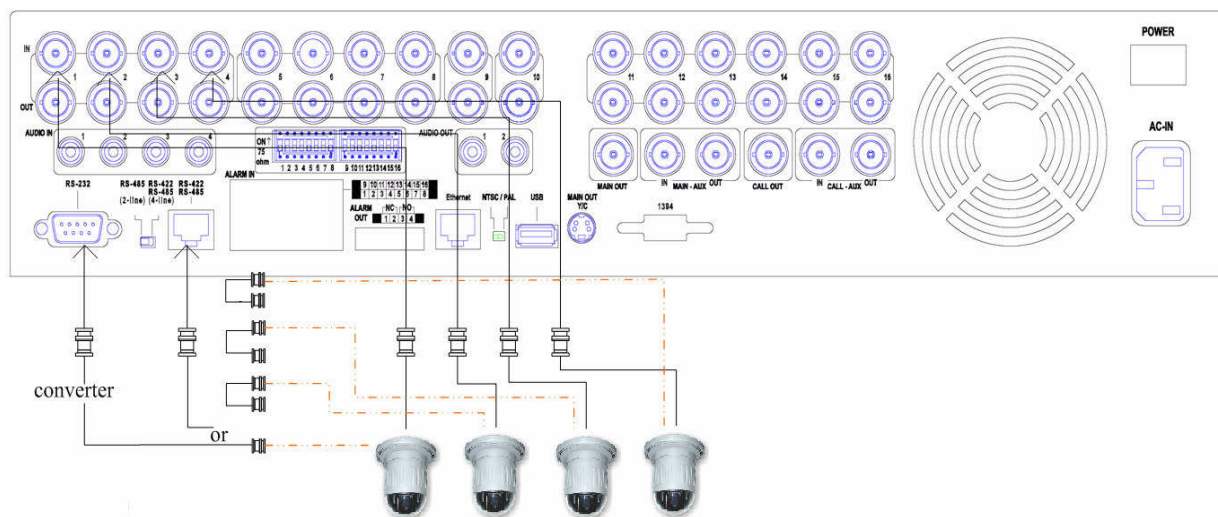 IN
1 2 3 4 5 6 7 8 9 10 11 12 13 14 15 16
OUT
POWER
AC-IN
AUDIO IN 1 2 3 4
ON↑
75
ohm
1 2 3 4 5 6 7 8 9 10 11 12 13 14 15 16
AUDIO OUT 1 2
MAIN OUT
IN MAIN - AUX OUT
CALL OUT
IN CALL - AUX OUT
RS-232
RS-485 RS-422 RS-422
RS-485 RS-485
(2-line) (4-line)
ALARM IN
9 10 11 12 13 14 15 16
1 2 3 4 5 6 7 8
ALARM
OUT
NC NO
1 2 3 4
Ethernet
NTSC / PAL
USB
MAIN OUT
Y/C
1394
converter
or